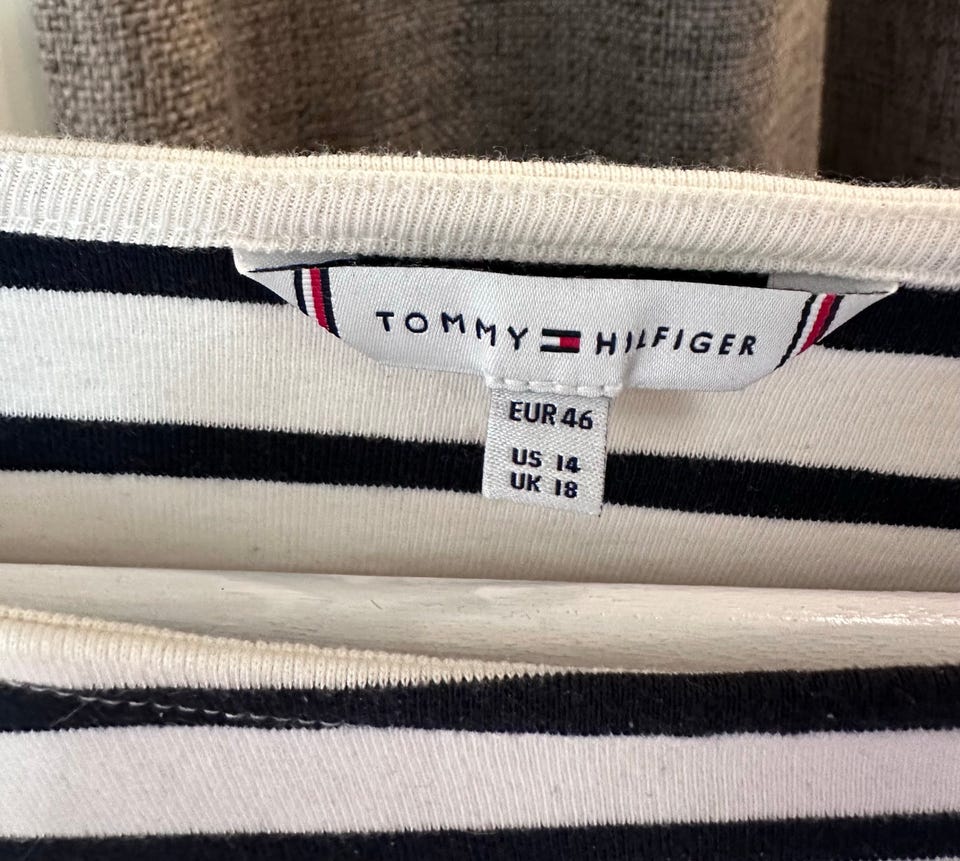 TOMMY HILFIGER
EUR 46
US 14
UK 18